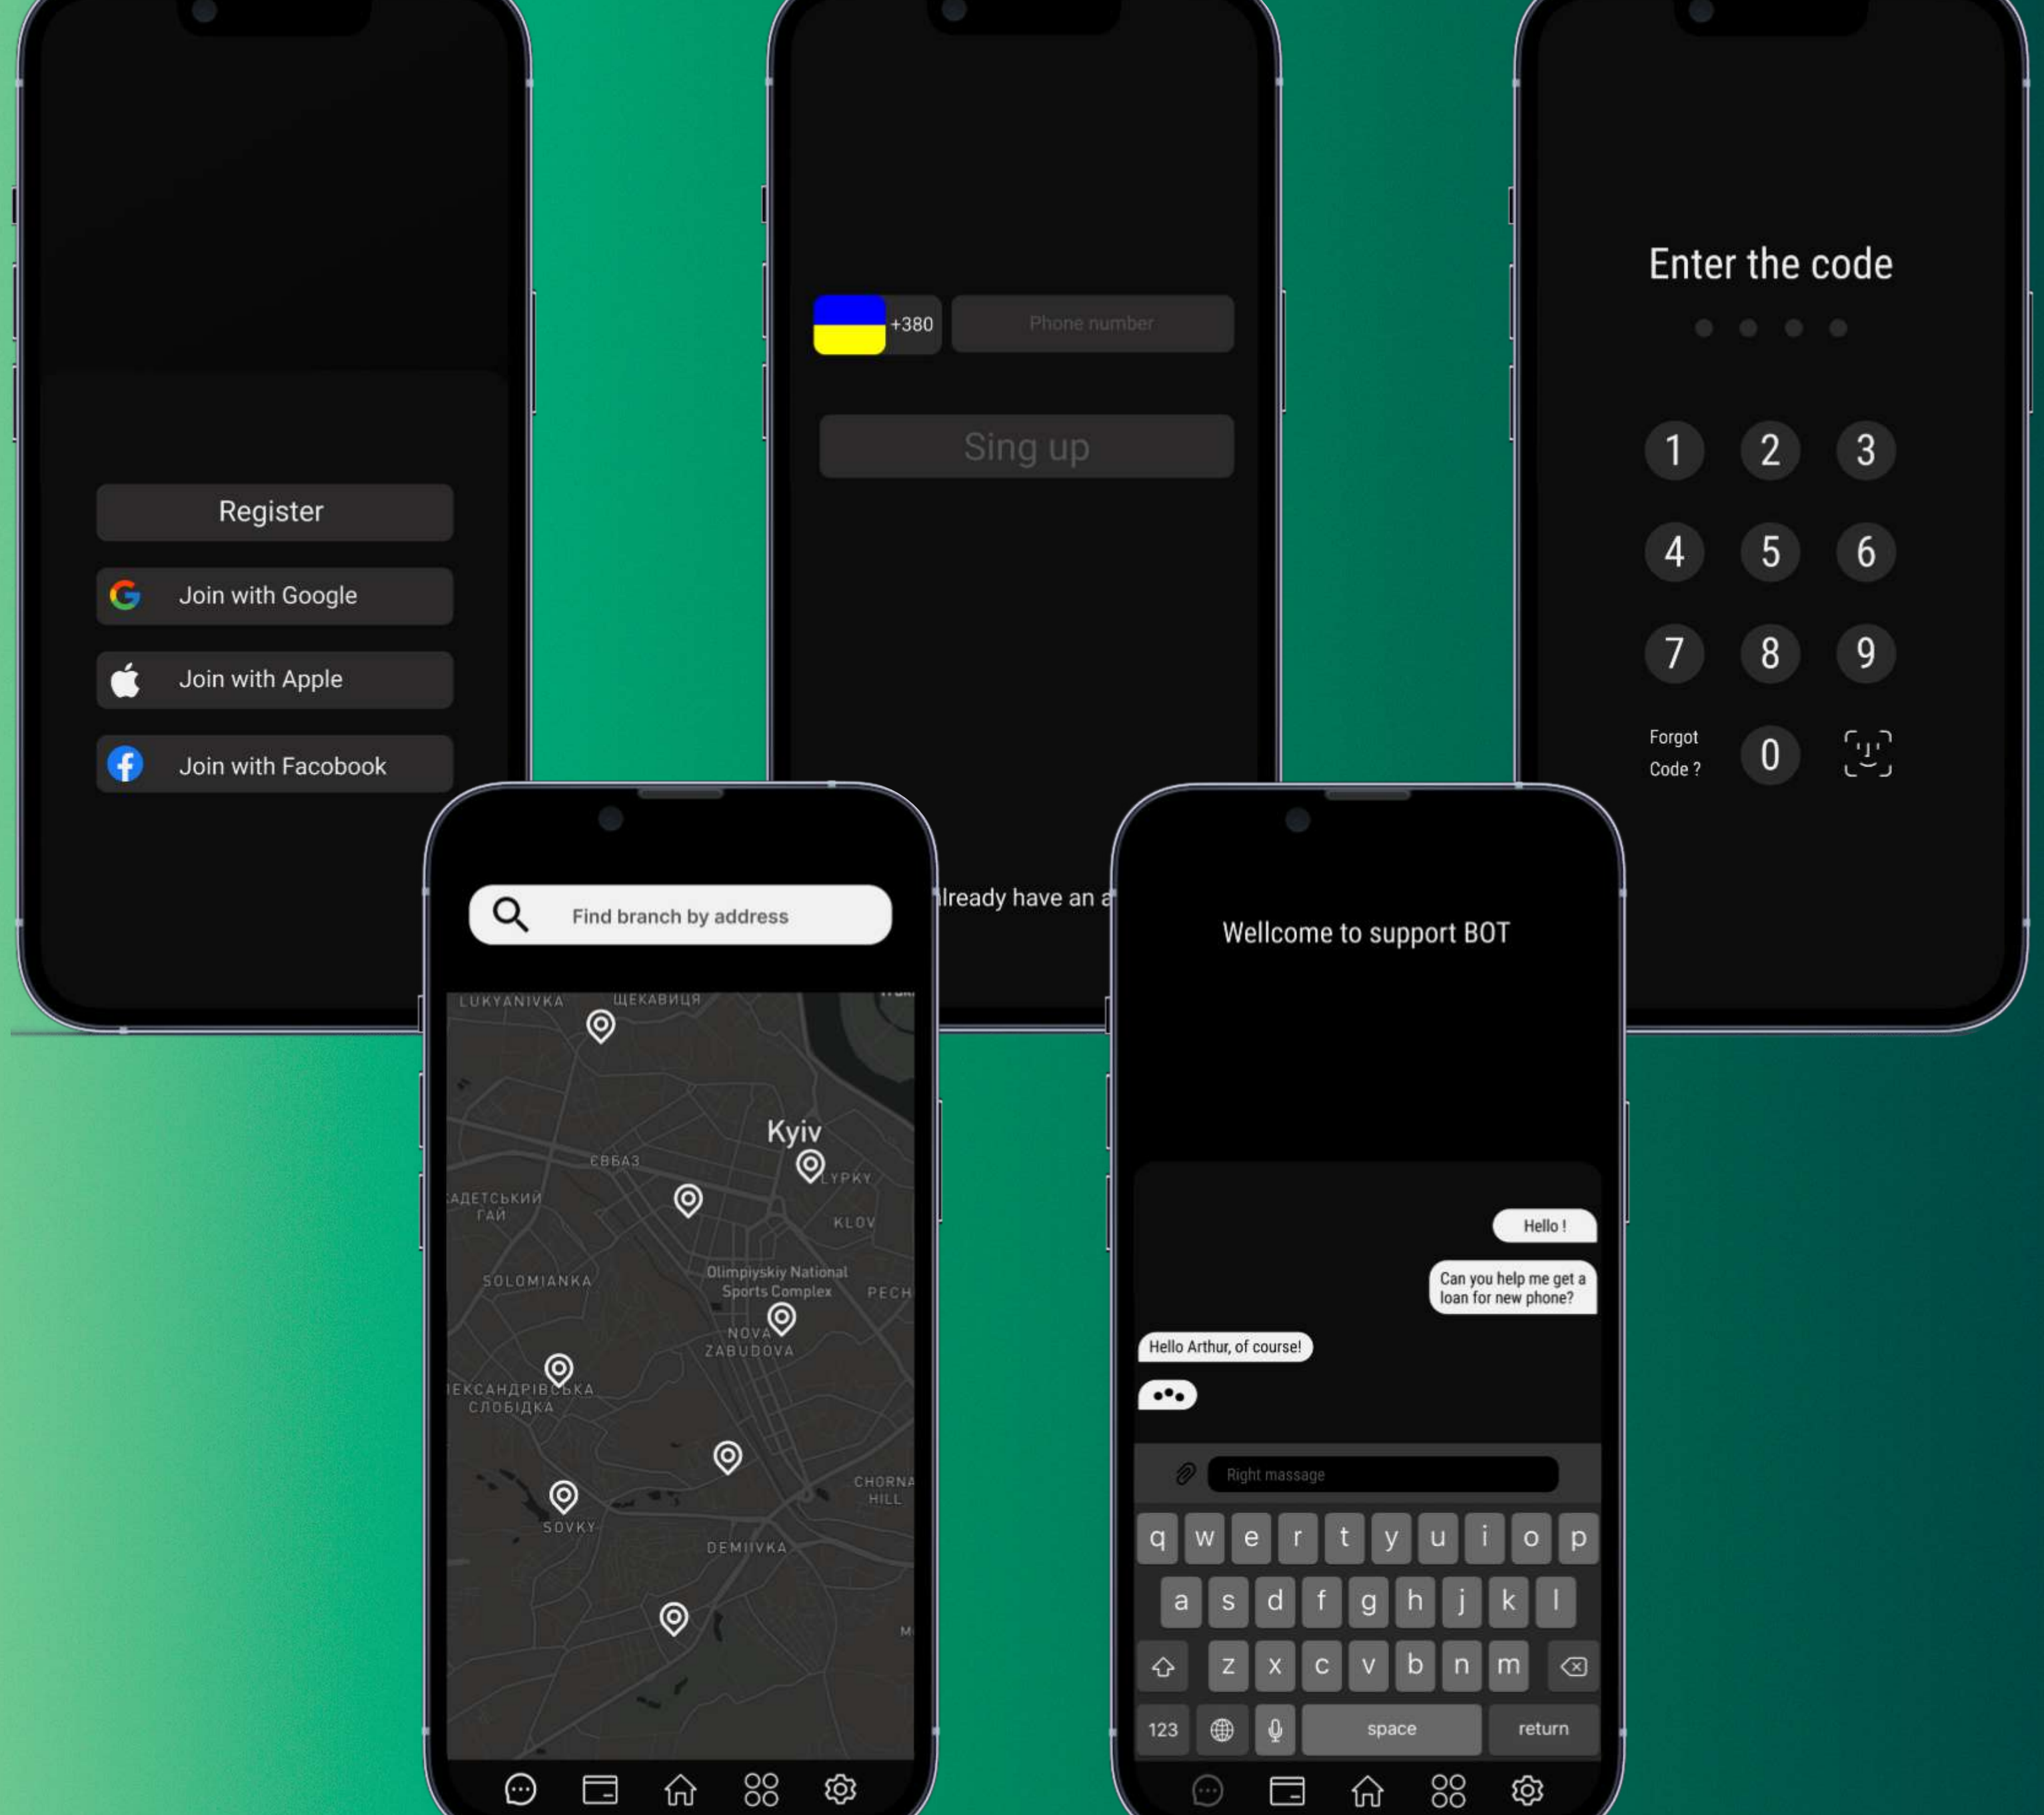 Register
Join with Google
Join with Apple
Join with Facobook
+380
Phone number
Sing up
lready have an a
Enter the code
1 2 3
4 5 6
7 8 9
Forgot
Code ?
0
Find branch by address
LUKYANIVKA
ЩЕКАВИЦЯ
Kyiv
ЄВБАЗ
LYPKY
КАДЕТСЬКИЙ
ГАЙ
KLOV
SOLOMIANKA
Olimpiyskiy National
Sports Complex
PECH
NOVA
ZABUDOVA
ЛЕКСАНДРІВСЬКА
СЛОБІДКА
CHORNA
HILL
SOVKY
DEMIIVKA
Wellcome to support BOT
Hello !
Can you help me get a
loan for new phone?
Hello Arthur, of course!
Right massage
q w e r t y u i o p
a s d f g h j k l
z x c v b n m
123
space
return